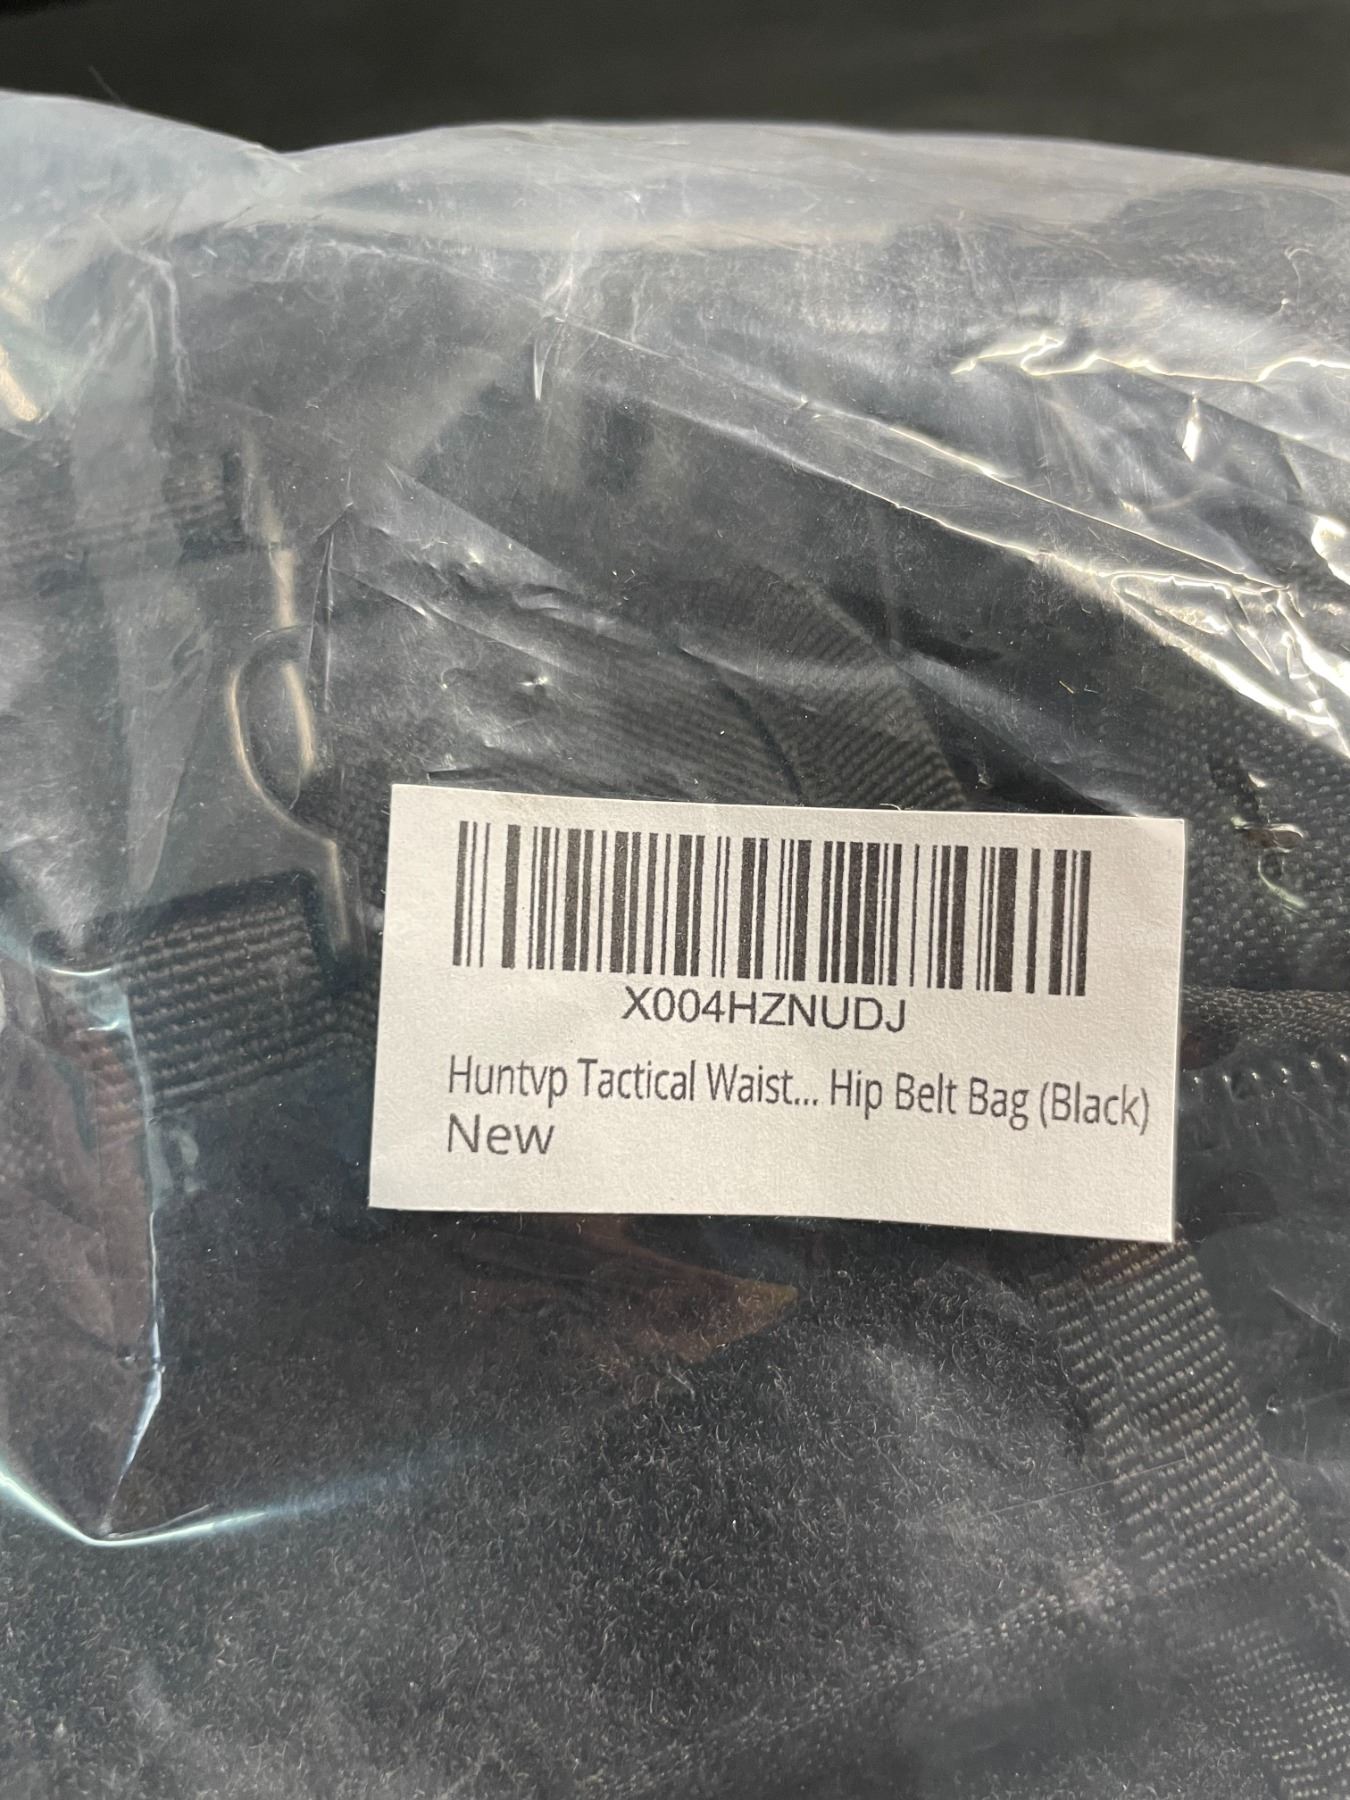 X004HZNUDJ
Huntvp Tactical Waist... Hip Belt Bag (Black)
New